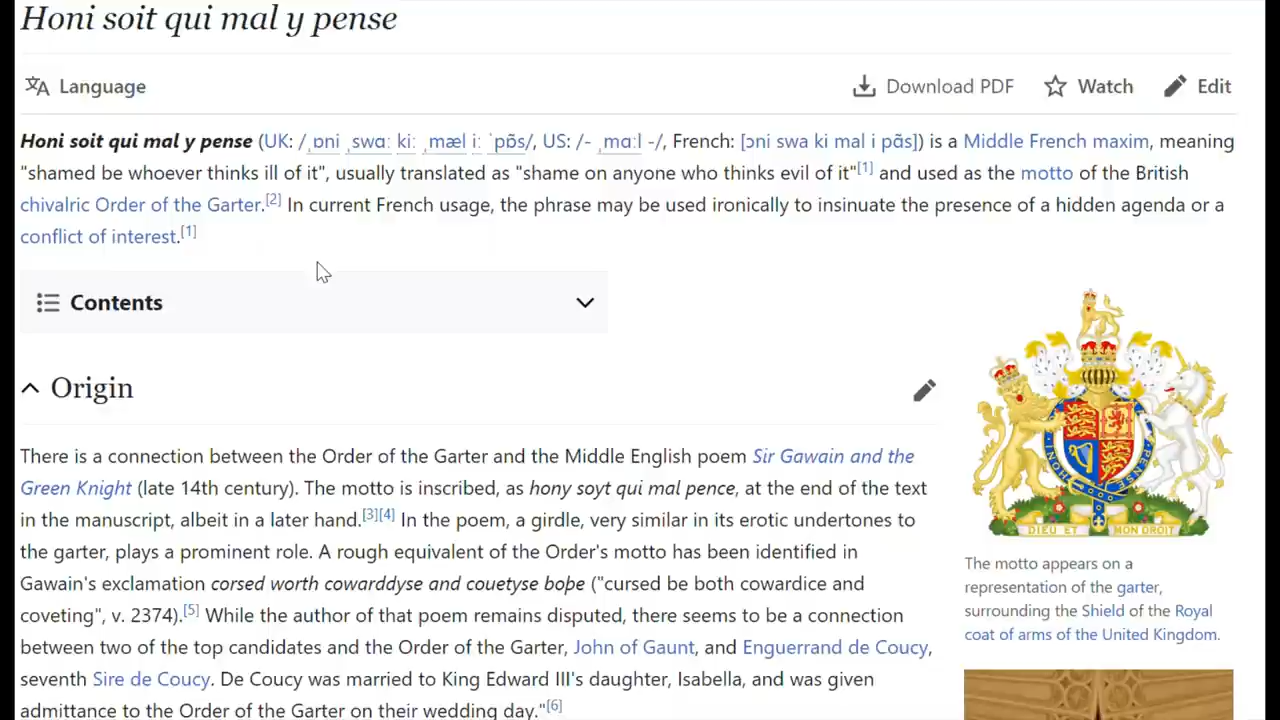 Honi soit qui mal y pense
Language
Download PDF
Watch
Edit
Honi soit qui mal y pense (UK: /ˌɒni ˌswɑː kiː ˌmæl iː ˈpɒ̃s/, US: /- ˌmɑːl -/, French: [ɔni swa ki mal i pɑ̃s]) is a Middle French maxim, meaning
"shamed be whoever thinks ill of it", usually translated as "shame on anyone who thinks evil of it"[1] and used as the motto of the British
chivalric Order of the Garter.[2] In current French usage, the phrase may be used ironically to insinuate the presence of a hidden agenda or a
conflict of interest.[1]
Contents
Origin
There is a connection between the Order of the Garter and the Middle English poem Sir Gawain and the
Green Knight (late 14th century). The motto is inscribed, as hony soyt qui mal pence, at the end of the text
in the manuscript, albeit in a later hand.[3][4] In the poem, a girdle, very similar in its erotic undertones to
the garter, plays a prominent role. A rough equivalent of the Order's motto has been identified in
Gawain's exclamation corsed worth cowarddyse and couetyse boþe ("cursed be both cowardice and
coveting", v. 2374).[5] While the author of that poem remains disputed, there seems to be a connection
between two of the top candidates and the Order of the Garter, John of Gaunt, and Enguerrand de Coucy,
seventh Sire de Coucy. De Coucy was married to King Edward III's daughter, Isabella, and was given
admittance to the Order of the Garter on their wedding day."[6]
HONI
PENSE
DIEU ET MON DROIT
The motto appears on a
representation of the garter,
surrounding the Shield of the Royal
coat of arms of the United Kingdom.